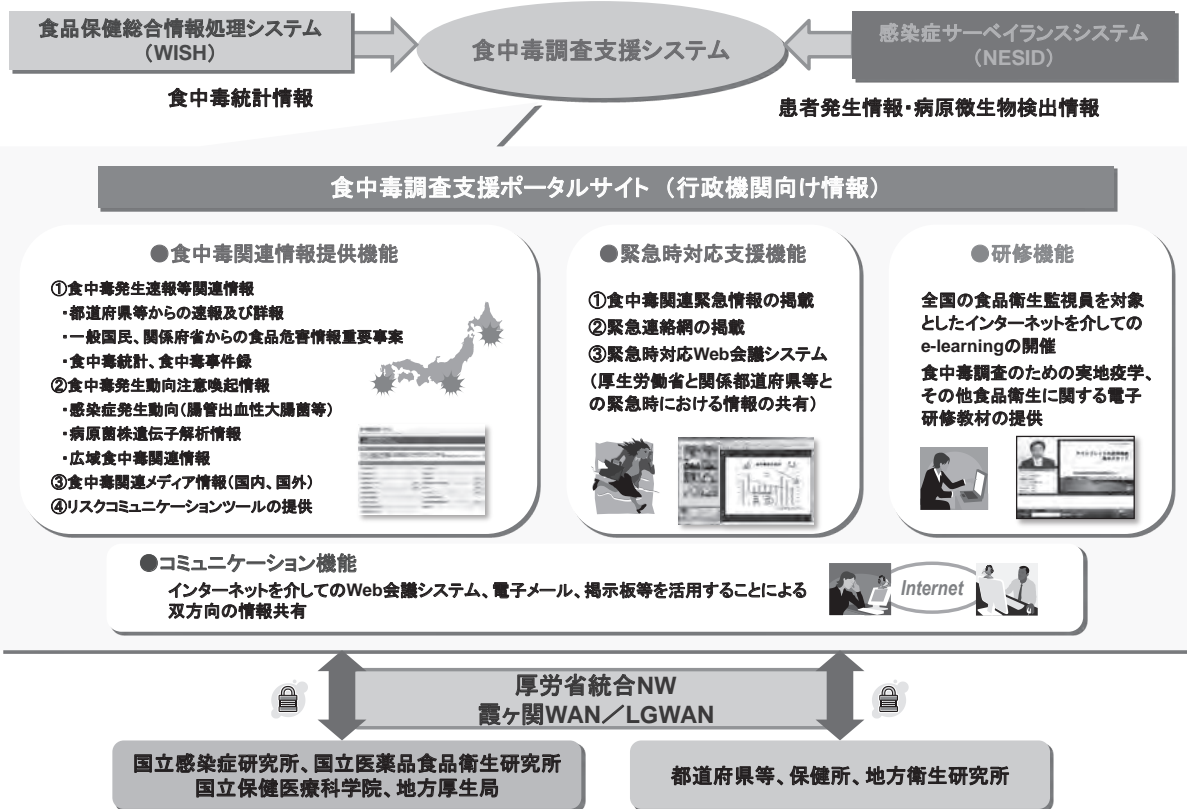 食品保健総合情報処理システム
（WISH）
食中毒調査支援システム
感染症サーベイランスシステム
（NESID）
食中毒統計情報
患者発生情報・病原微生物検出情報
食中毒調査支援ポータルサイト （行政機関向け情報）
●食中毒関連情報提供機能
①食中毒発生速報等関連情報
・都道府県等からの速報及び詳報
・一般国民、関係府省からの食品危害情報重要事案
・食中毒統計、食中毒事件録
②食中毒発生動向注意喚起情報
・感染症発生動向（腸管出血性大腸菌等）
・病原菌株遺伝子解析情報
・広域食中毒関連情報
③食中毒関連メディア情報（国内、国外）
④リスクコミュニケーションツールの提供
●緊急時対応支援機能
①食中毒関連緊急情報の掲載
②緊急連絡網の掲載
③緊急時対応Web会議システム
（厚生労働省と関係都道府県等と
の緊急時における情報の共有）
●研修機能
全国の食品衛生監視員を対象
としたインターネットを介しての
e-learningの開催
食中毒調査のための実地疫学、
その他食品衛生に関する電子
研修教材の提供
●コミュニケーション機能
インターネットを介してのWeb会議システム、電子メール、掲示板等を活用することによる
双方向の情報共有
Internet
厚労省統合NW
霞ヶ関WAN／LGWAN
国立感染症研究所、国立医薬品食品衛生研究所
国立保健医療科学院、地方厚生局
都道府県等、保健所、地方衛生研究所